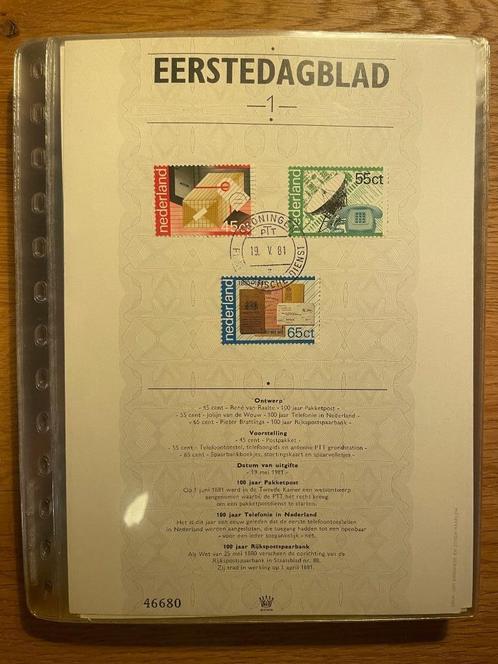 EERSTEDAGBLAD
1
nederland
45c
nederland
55ct
GRONINGEN
PTT
19. V. 81
nederland
65ct
'Ontwerp'
- 45 cent - René van Raalte - 100 jaar Pakketpost -
- 55 cent - Jolijn van de Wouw - 100 jaar Telefonie in Nederland -
- 65 cent - Pieter Brattinga - 100 jaar Rijkspostspaarbank -
Voorstelling
- 45 cent - Postpakket -
- 55 cent - Telefoontoestel, telefoongids en antenne PTT grondstation -
- 65 cent - Spaarbankboekjes, stortingskaart en spaarvelletjes -
Datum van uitgifte
- 19 mei 1981 -
100 jaar Pakketpost
Op 1 juni 1881 werd in de Tweede Kamer een wetsontwerp
aangenomen waarbij de PTT het recht kreeg
om een pakketpostdienst te starten.
100 jaar Telefonie in Nederland
Het is dit jaar een eeuw geleden dat de eerste telefoontoestellen
in Nederland werden aangesloten, die toegang hadden tot een openbaar
- voor een ieder toegankelijk - net.
100 jaar Rijkspostspaarbank
Als Wet van 25 mei 1880 verscheen de oprichting van de
Rijkspostspaarbank in Staatsblad nr. 88.
Zij trad in werking op 1 april 1881.
46680